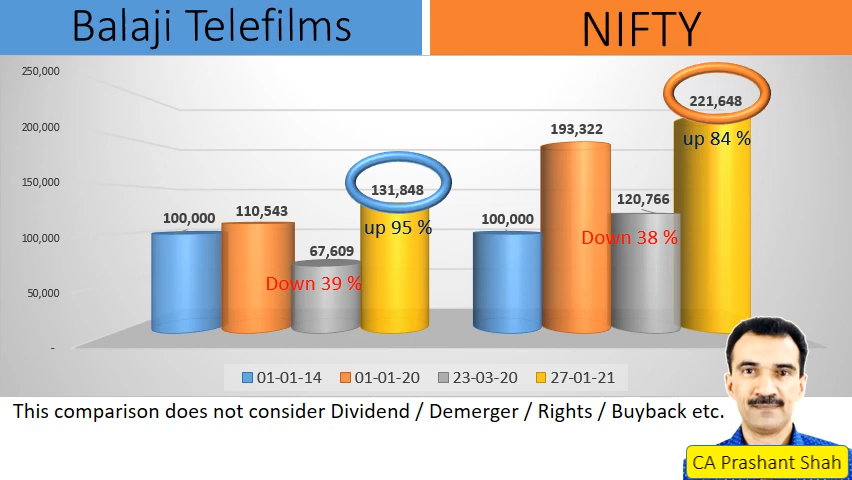 Balaji Telefilms
NIFTY
250,000
200,000
150,000
100,000
50,000
-
100,000
110,543
67,609
Down 39 %
131,848
up 95 %
100,000
193,322
120,766
Down 38 %
221,648
up 84 %
01-01-14 01-01-20 23-03-20 27-01-21
This comparison does not consider Dividend / Demerger / Rights / Buyback etc.
CA Prashant Shah